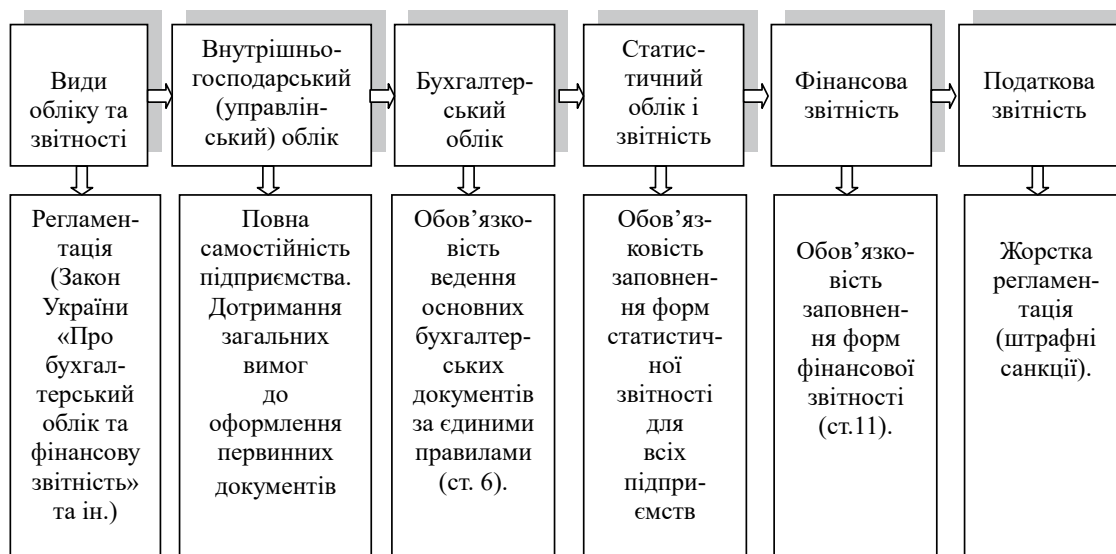 Види
обліку та
звітності
Внутрішньо-
господарський
(управлін-
ський) облік
Бухгалтер-
ський
облік
Статис-
тичний
облік і
звітність
Фінансова
звітність
Податкова
звітність
Регламен-
тація
(Закон
України
«Про
бухгал-
терський
облік та
фінансову
звітність»
та ін.)
Повна
самостійність
підприємства.
Дотримання
загальних
вимог
до
оформлення
первинних
документів
Обов’язко-
вість
ведення
основних
бухгалтер-
ських
документів
за єдиними
правилами
(ст. 6).
Обов’яз-
ковість
заповнен-
ня форм
статистич-
ної
звітності
для
всіх
підпри-
ємств
Обов’язко-
вість
заповнен-
ня форм
фінансової
звітності
(ст.11).
Жорстка
регламен-
тація
(штрафні
санкції).